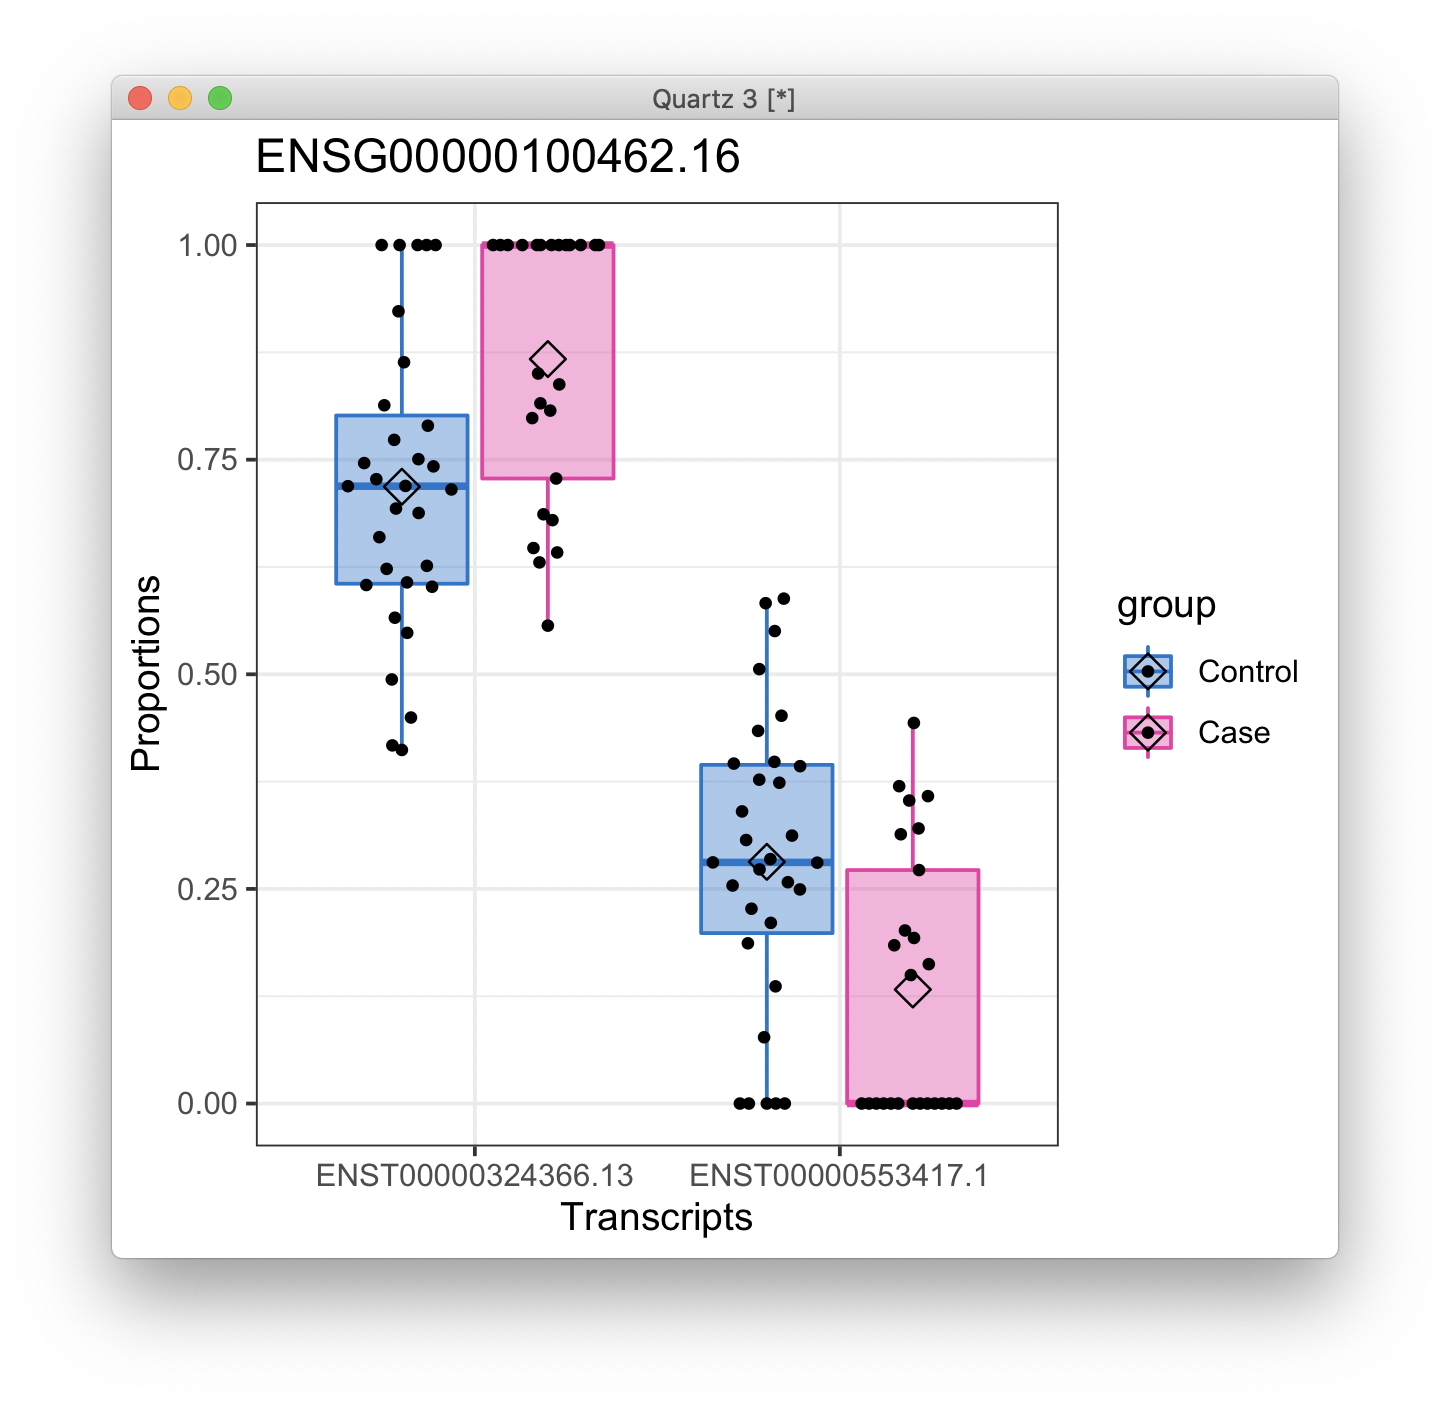 Quartz 3 [*]
ENSG00000100462.16
1.00
0.75
0.50
0.25
0.00
Proportions
ENST00000324366.13
ENST00000553417.1
Transcripts
group
Control
Case